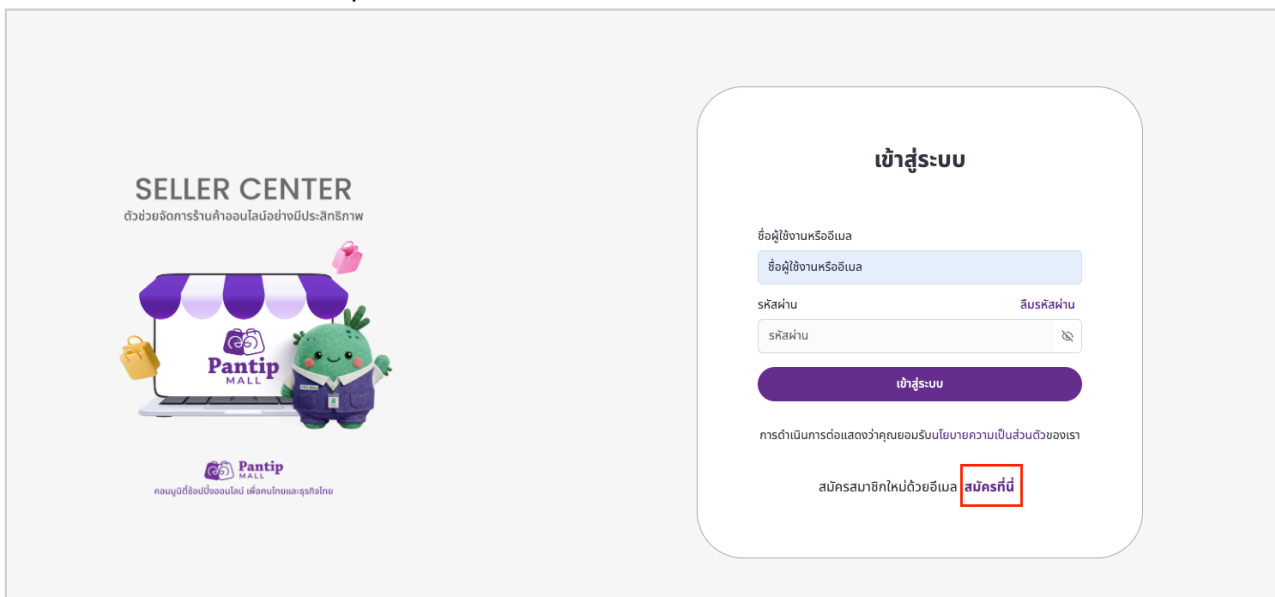 SELLER CENTER
ตัวช่วยจัดการร้านค้าออนไลน์อย่างมีประสิทธิภาพ
Pantip
MALL
Pantip
MALL
คอมมูนิตี้ช้อปปิ้งออนไลน์ เพื่อคนไทยและธุรกิจไทย
เข้าสู่ระบบ
ชื่อผู้ใช้งานหรืออีเมล
ชื่อผู้ใช้งานหรืออีเมล
รหัสผ่าน ลืมรหัสผ่าน
รหัสผ่าน
เข้าสู่ระบบ
การดำเนินการต่อแสดงว่าคุณยอมรับนโยบายความเป็นส่วนตัวของเรา
สมัครสมาชิกใหม่ด้วยอีเมล สมัครที่นี่